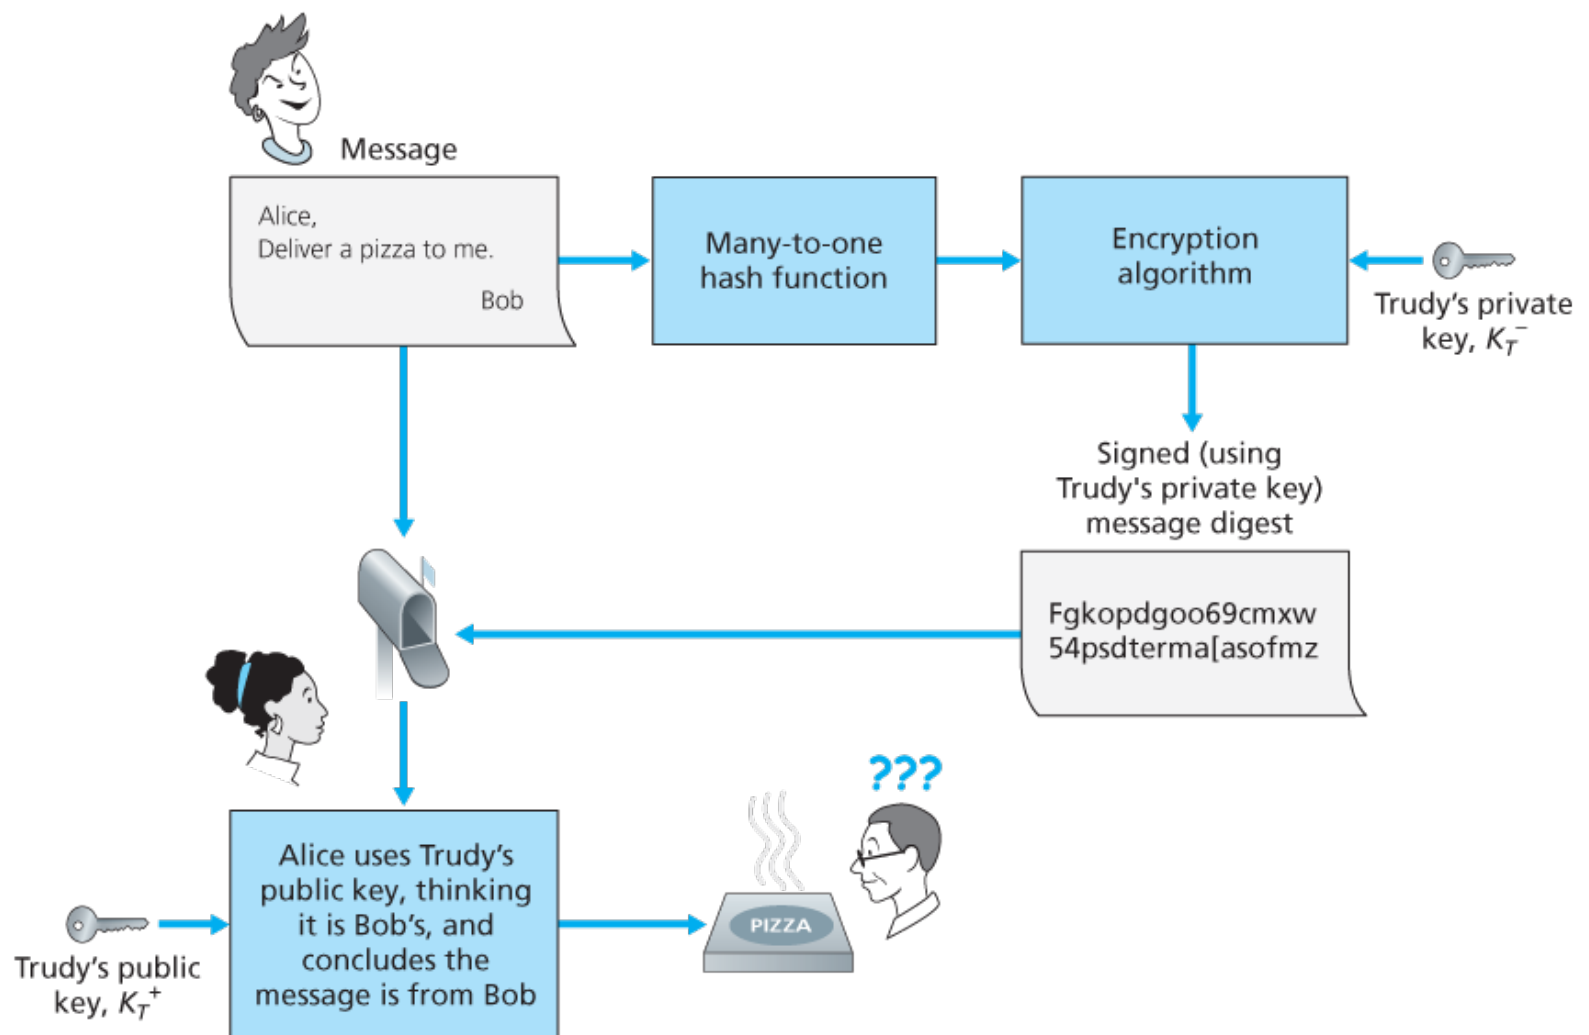 Message
Alice,
Deliver a pizza to me.
Bob
Many-to-one
hash function
Encryption
algorithm
Trudy's private
key, K_T^-
Signed (using
Trudy's private key)
message digest
Fgkopdgoo69cmxw
54psdterma[asofmz
???
Alice uses Trudy's
public key, thinking
it is Bob's, and
concludes the
message is from Bob
PIZZA
Trudy's public
key, K_T^+